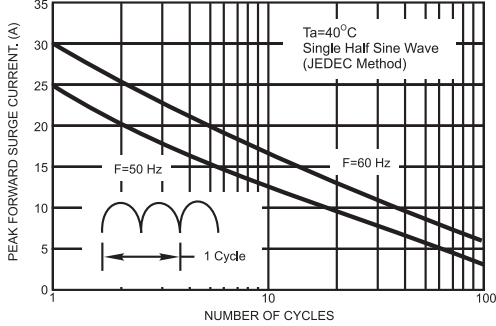 PEAK FORWARD SURGE CURRENT. (A)
35
30
25
20
15
10
5
0
Ta=40°C
Single Half Sine Wave
(JEDEC Method)
F=50 Hz
F=60 Hz
1 Cycle
1
10
100
NUMBER OF CYCLES